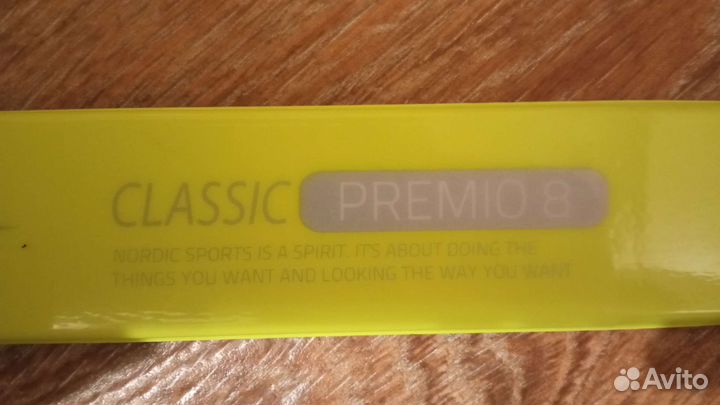 CLASSIC PREMIO 8
NORDIC SPORTS IS A SPIRIT. IT'S ABOUT DOING THE
THINGS YOU WANT AND LOOKING THE WAY YOU WANT
Avito